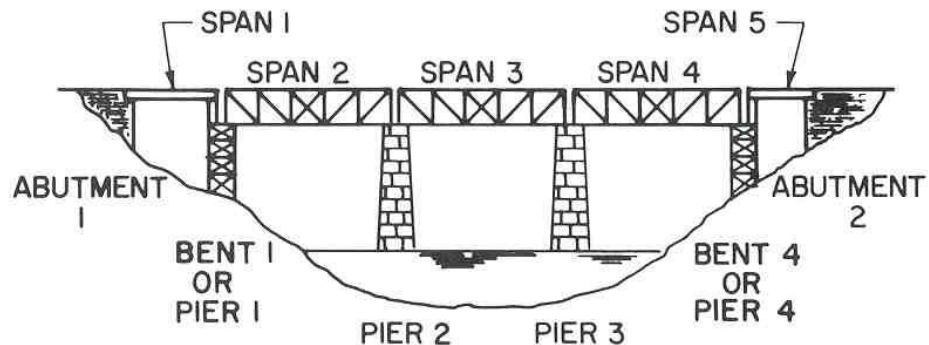 SPAN 1
SPAN 5
SPAN 2
SPAN 3
SPAN 4
ABUTMENT
1
ABUTMENT
2
BENT 1
OR
PIER 1
BENT 4
OR
PIER 4
PIER 2
PIER 3